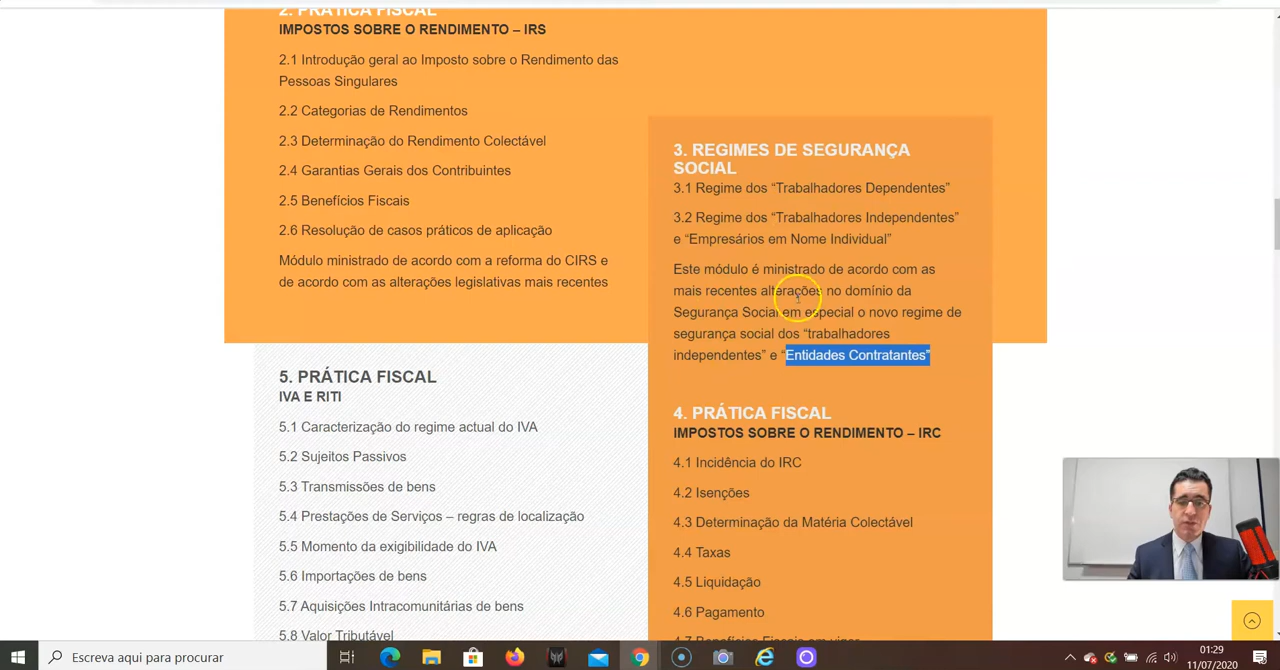 2. PRÁTICA FISCAL
IMPOSTOS SOBRE O RENDIMENTO – IRS
2.1 Introdução geral ao Imposto sobre o Rendimento das
Pessoas Singulares
2.2 Categorias de Rendimentos
2.3 Determinação do Rendimento Colectável
2.4 Garantias Gerais dos Contribuintes
2.5 Benefícios Fiscais
2.6 Resolução de casos práticos de aplicação
Módulo ministrado de acordo com a reforma do CIRS e
de acordo com as alterações legislativas mais recentes
3. REGIMES DE SEGURANÇA
SOCIAL
3.1 Regime dos “Trabalhadores Dependentes”
3.2 Regime dos “Trabalhadores Independentes”
e “Empresários em Nome Individual”
Este módulo é ministrado de acordo com as
mais recentes alterações no domínio da
Segurança Social em especial o novo regime de
segurança social dos “trabalhadores
independentes” e “Entidades Contratantes”
4. PRÁTICA FISCAL
IMPOSTOS SOBRE O RENDIMENTO – IRC
4.1 Incidência do IRC
4.2 Isenções
4.3 Determinação da Matéria Colectável
4.4 Taxas
4.5 Liquidação
4.6 Pagamento
4.7 Benefícios Fiscais em vigor
5. PRÁTICA FISCAL
IVA E RITI
5.1 Caracterização do regime actual do IVA
5.2 Sujeitos Passivos
5.3 Transmissões de bens
5.4 Prestações de Serviços – regras de localização
5.5 Momento da exigibilidade do IVA
5.6 Importações de bens
5.7 Aquisições Intracomunitárias de bens
5.8 Valor Tributável
Escreva aqui para procurar
01:29
11/07/2020